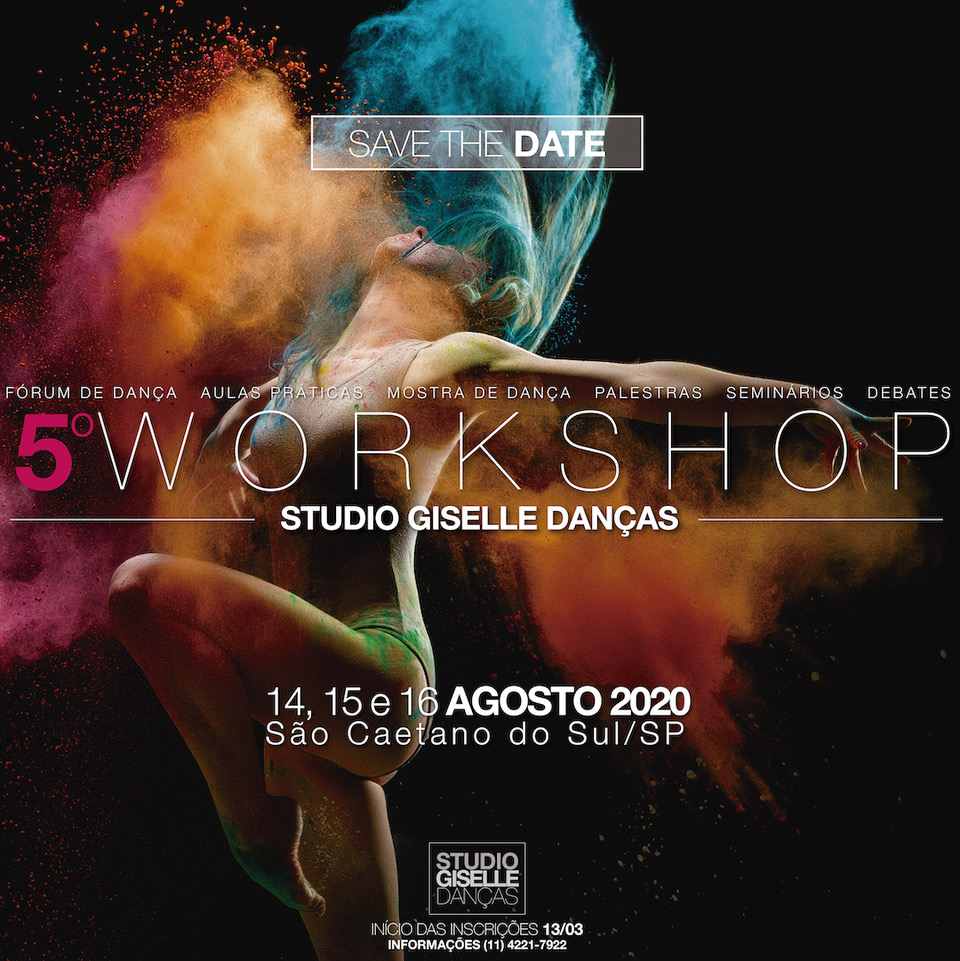 SAVE THE DATE
FÓRUM DE DANÇA AULAS PRÁTICAS MOSTRA DE DANÇA PALESTRAS SEMINÁRIOS DEBATES
5º WORKSHOP
STUDIO GISELLE DANÇAS
14, 15 e 16 AGOSTO 2020
São Caetano do Sul/SP
STUDIO
GISELLE
DANÇAS
INÍCIO DAS INSCRIÇÕES 13/03
INFORMAÇÕES (11) 4221-7922